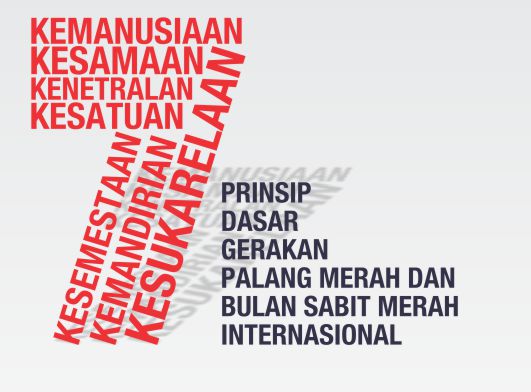 KEMANUSIAAN
KESAMAAN
KENETRALAN
KESATUAN
KESEMESTAAN
KEMANDIRIAN
KESUKARELAAN
PRINSIP
DASAR
GERAKAN
PALANG MERAH DAN
BULAN SABIT MERAH
INTERNASIONAL